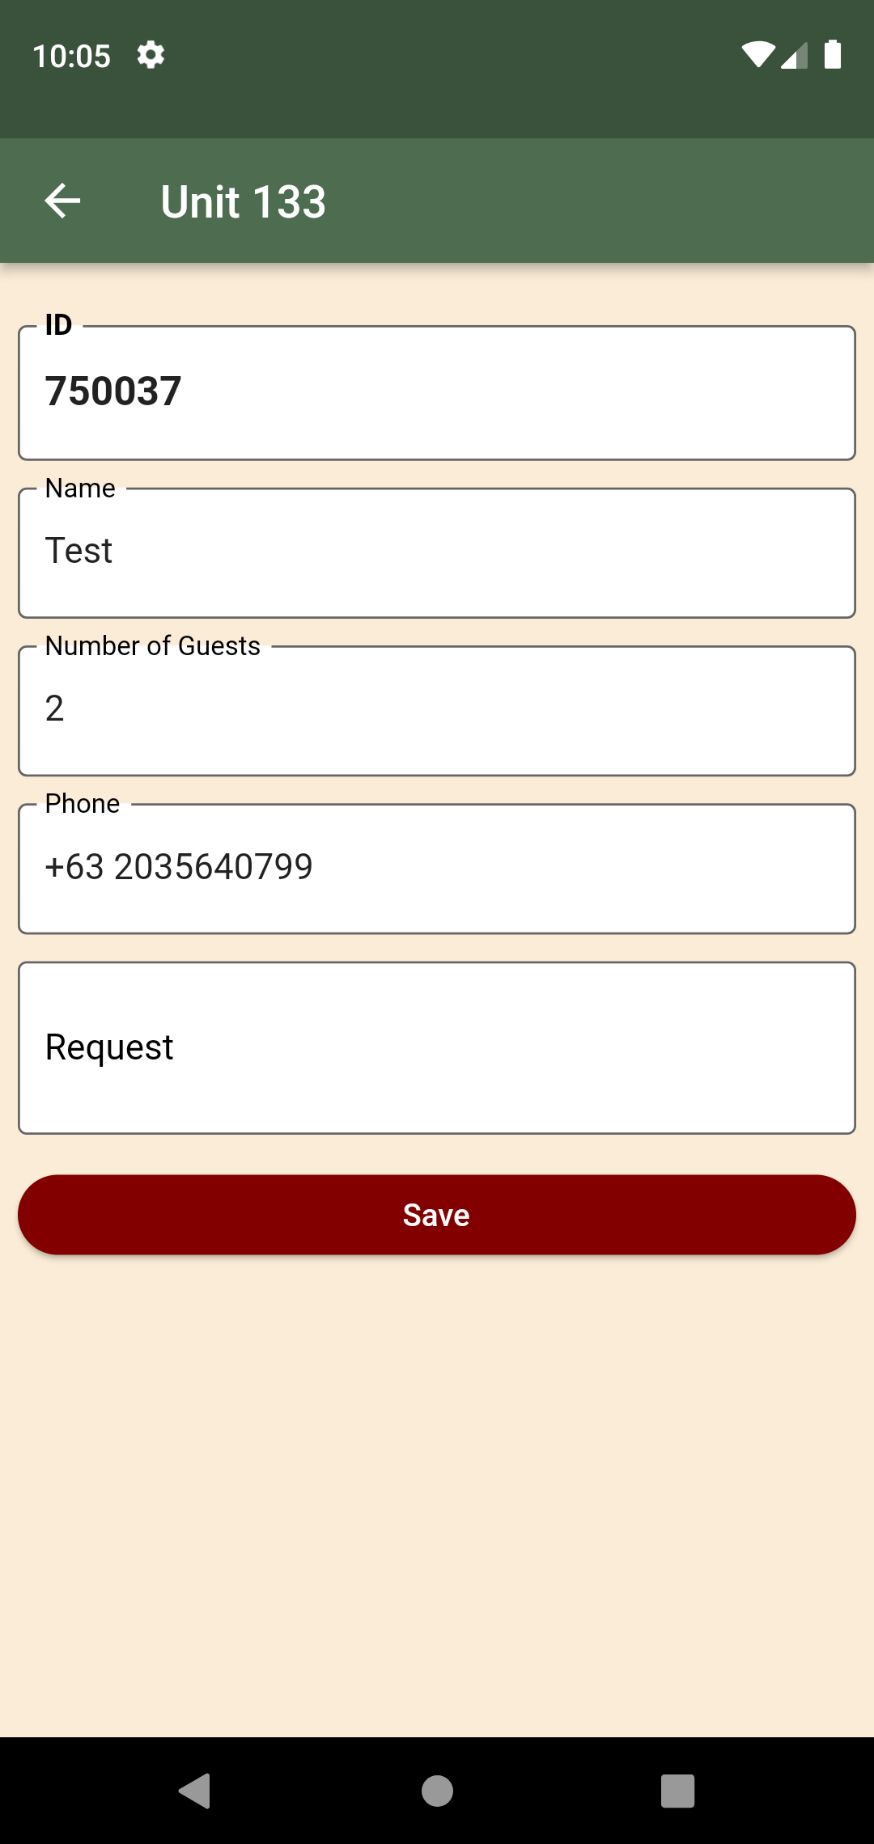 10:05
Unit 133
ID
750037
Name
Test
Number of Guests
2
Phone
+63 2035640799
Request
Save